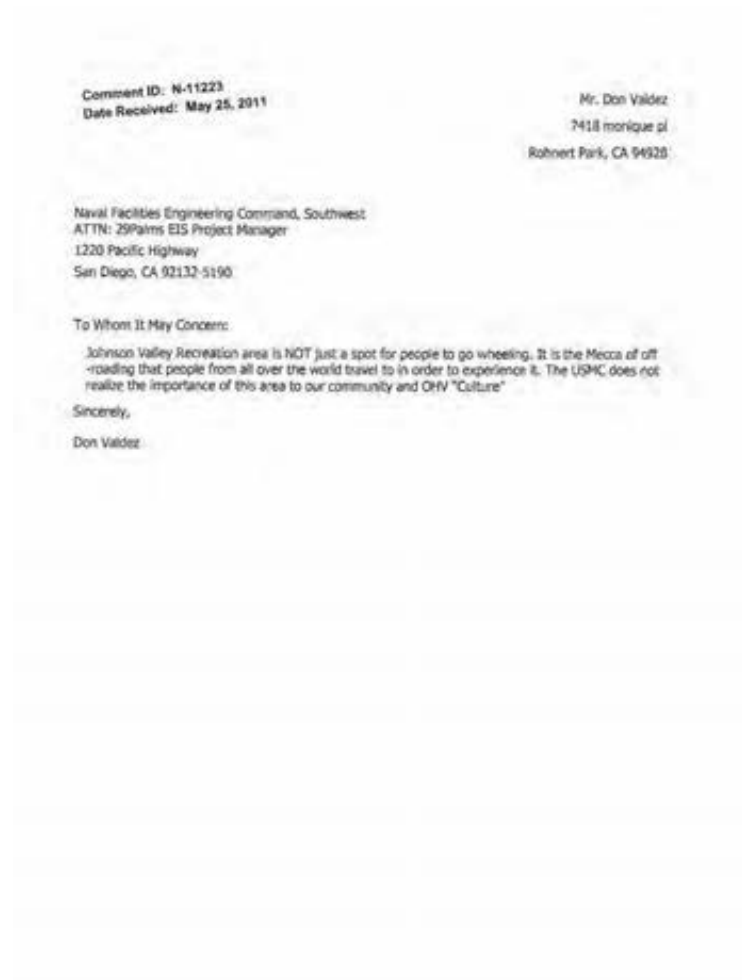 Comment ID: N-11223
Date Received: May 25, 2011
Mr. Don Valdez
7418 monique pl
Rohnert Park, CA 94928
Naval Facilities Engineering Command, Southwest
ATTN: 29Palms EIS Project Manager
1220 Pacific Highway
San Diego, CA 92132-5190
To Whom It May Concern:
Johnson Valley Recreation area is NOT just a spot for people to go wheeling. It is the Mecca of off
-roading that people from all over the world travel to in order to experience it. The USMC does not
realize the importance of this area to our community and OHV "Culture"
Sincerely,
Don Valdez